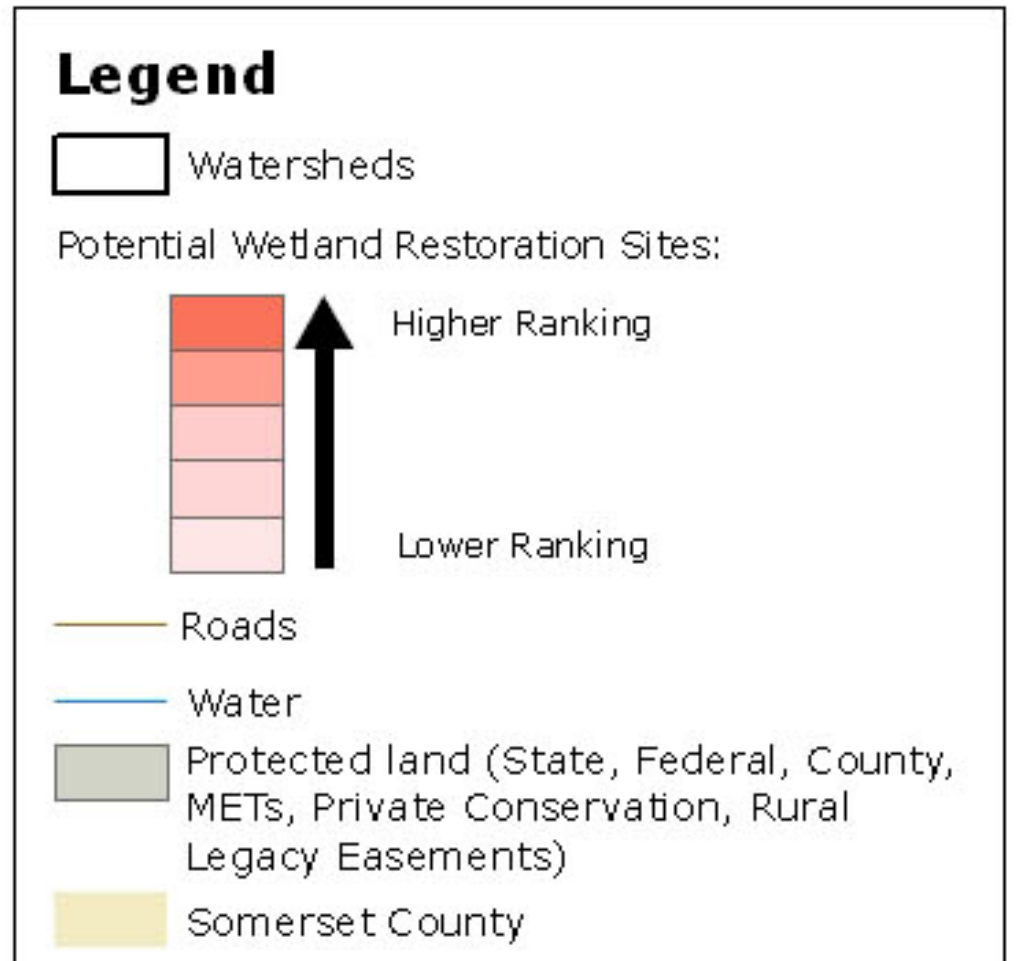 Legend
Watersheds
Potential Wetland Restoration Sites:
Higher Ranking
Lower Ranking
Roads
Water
Protected land (State, Federal, County,
METs, Private Conservation, Rural
Legacy Easements)
Somerset County